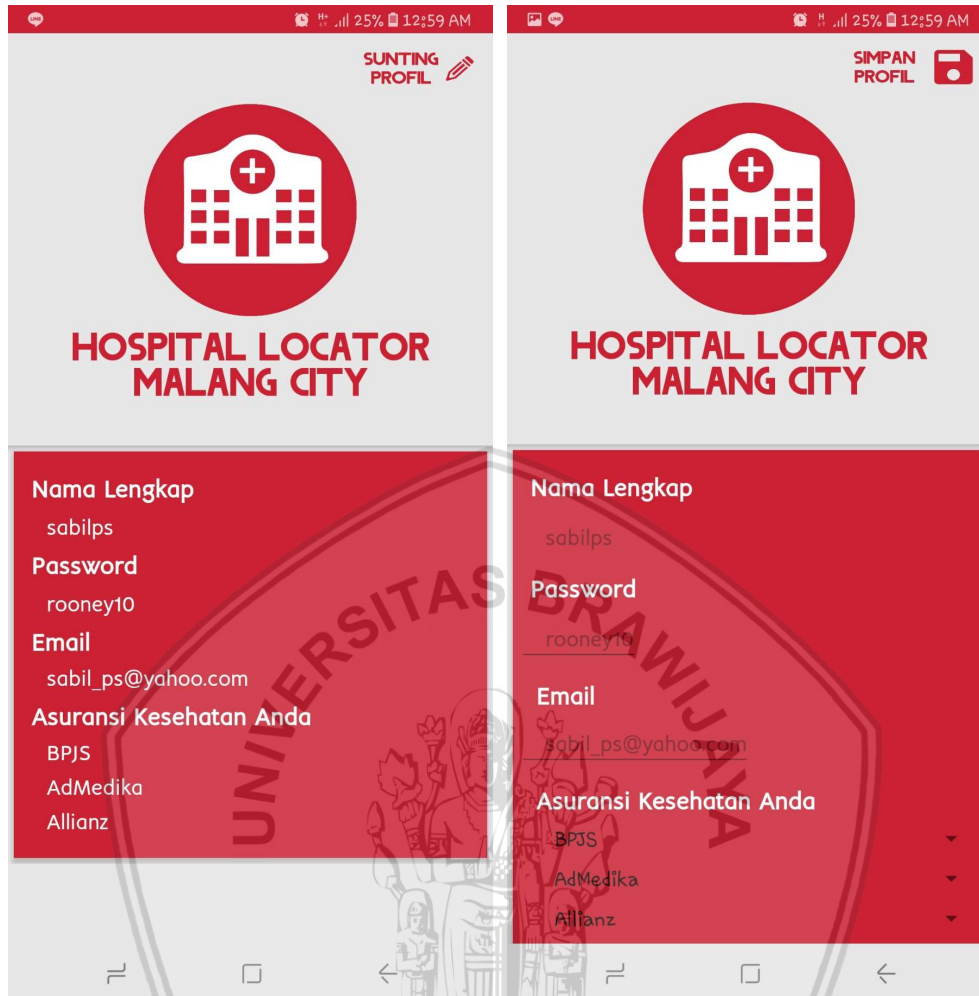 LINE
H+
25% 12:59 AM
SUNTING
PROFIL
HOSPITAL LOCATOR
MALANG CITY
Nama Lengkap
sabilps
Password
rooney10
Email
sabil_ps@yahoo.com
Asuransi Kesehatan Anda
BPJS
AdMedika
Allianz
H
25% 12:59 AM
SIMPAN
PROFIL
HOSPITAL LOCATOR
MALANG CITY
Nama Lengkap
sabilps
Password
rooney10
Email
sabil_ps@yahoo.com
Asuransi Kesehatan Anda
BPJS
AdMedika
Allianz
UNIVERSITAS BRAWIJAYA